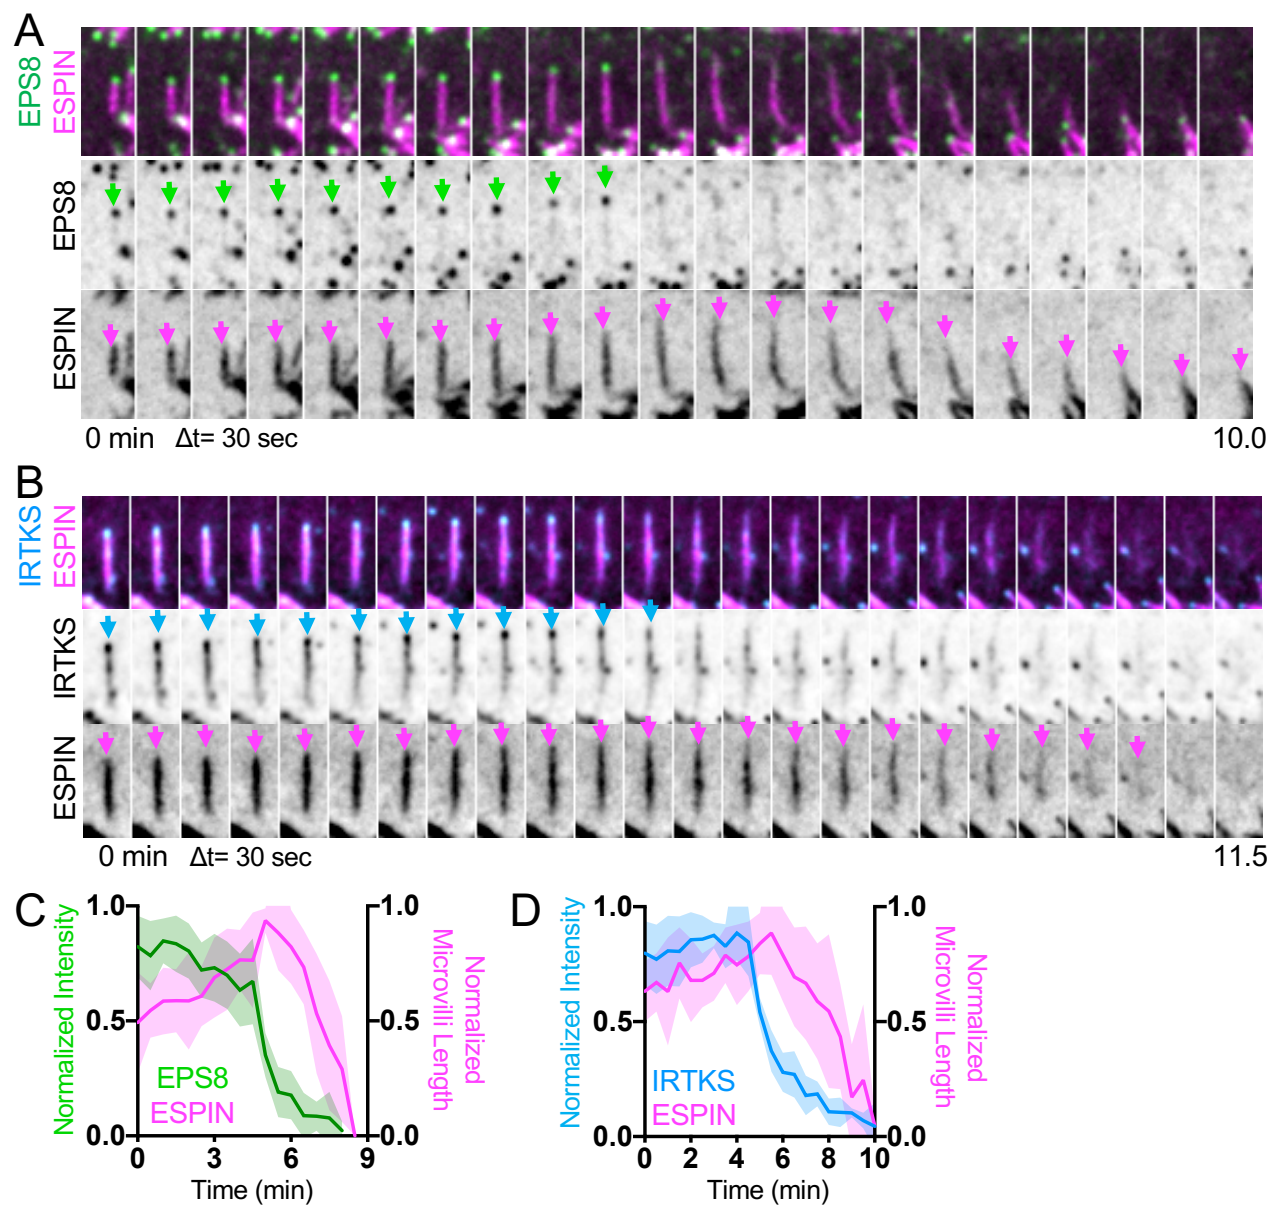 A
EPS8
ESPIN
EPS8
ESPIN
0 min Δt= 30 sec
10.0
B
IRTKS
ESPIN
IRTKS
ESPIN
0 min Δt= 30 sec
11.5
C
Normalized Intensity
1.0
0.5
0.0
EPS8
ESPIN
0 3 6 9
Time (min)
1.0
0.5
0.0
Normalized
Microvilli Length
D
Normalized Intensity
1.0
0.5
0.0
IRTKS
ESPIN
0 2 4 6 8 10
Time (min)
1.0
0.5
0.0
Normalized
Microvilli Length